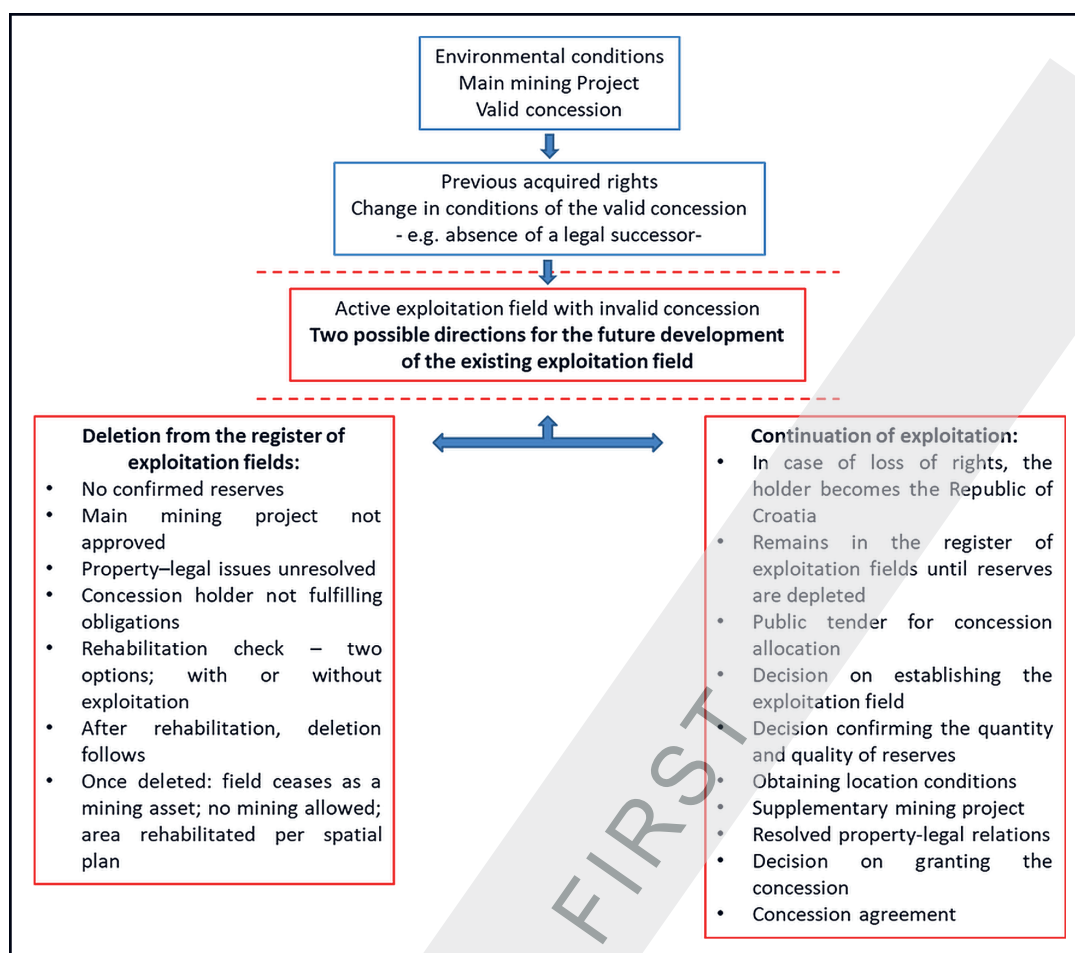 Environmental conditions
Main mining Project
Valid concession
Previous acquired rights
Change in conditions of the valid concession
- e.g. absence of a legal successor-
Active exploitation field with invalid concession
Two possible directions for the future development
of the existing exploitation field
Deletion from the register of
exploitation fields:
• No confirmed reserves
• Main mining project not
approved
• Property–legal issues unresolved
• Concession holder not fulfilling
obligations
• Rehabilitation check – two
options; with or without
exploitation
• After rehabilitation, deletion
follows
• Once deleted: field ceases as a
mining asset; no mining allowed;
area rehabilitated per spatial
plan
Continuation of exploitation:
• In case of loss of rights, the
holder becomes the Republic of
Croatia
• Remains in the register of
exploitation fields until reserves
are depleted
• Public tender for concession
allocation
• Decision on establishing the
exploitation field
• Decision confirming the quantity
and quality of reserves
• Obtaining location conditions
• Supplementary mining project
• Resolved property-legal relations
• Decision on granting the
concession
• Concession agreement
FIRST